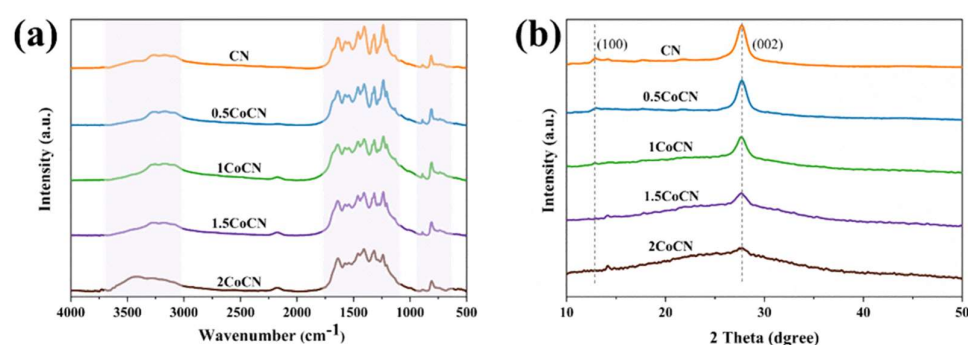 (a)
CN
0.5CoCN
1CoCN
1.5CoCN
2CoCN
Intensity (a.u.)
4000 3500 3000 2500 2000 1500 1000 500
Wavenumber (cm-1)
(b)
(100)
CN
(002)
0.5CoCN
1CoCN
1.5CoCN
2CoCN
Intensity (a.u.)
10 20 30 40 50
2 Theta (dgree)